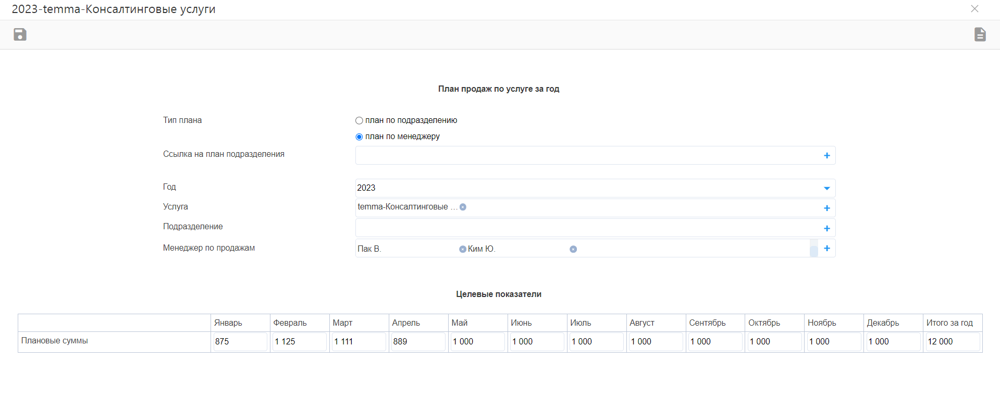 2023-temma-Консалтинговые услуги
План продаж по услуге за год
Тип плана
план по подразделению
план по менеджеру
Ссылка на план подразделения
Год 2023
Услуга temma-Консалтинговые ...
Подразделение
Менеджер по продажам Пак В. Ким Ю.
Целевые показатели
Январь Февраль Март Апрель Май Июнь Июль Август Сентябрь Октябрь Ноябрь Декабрь Итого за год
Плановые суммы 875 1 125 1 111 889 1 000 1 000 1 000 1 000 1 000 1 000 1 000 1 000 12 000